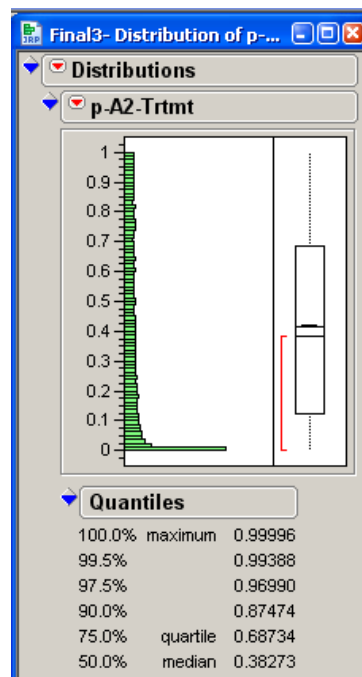 JRP Final3- Distribution of p-...
Distributions
p-A2-Trtmt
1
0.9
0.8
0.7
0.6
0.5
0.4
0.3
0.2
0.1
0
Quantiles
100.0% maximum 0.99996
99.5% 0.99388
97.5% 0.96990
90.0% 0.87474
75.0% quartile 0.68734
50.0% median 0.38273